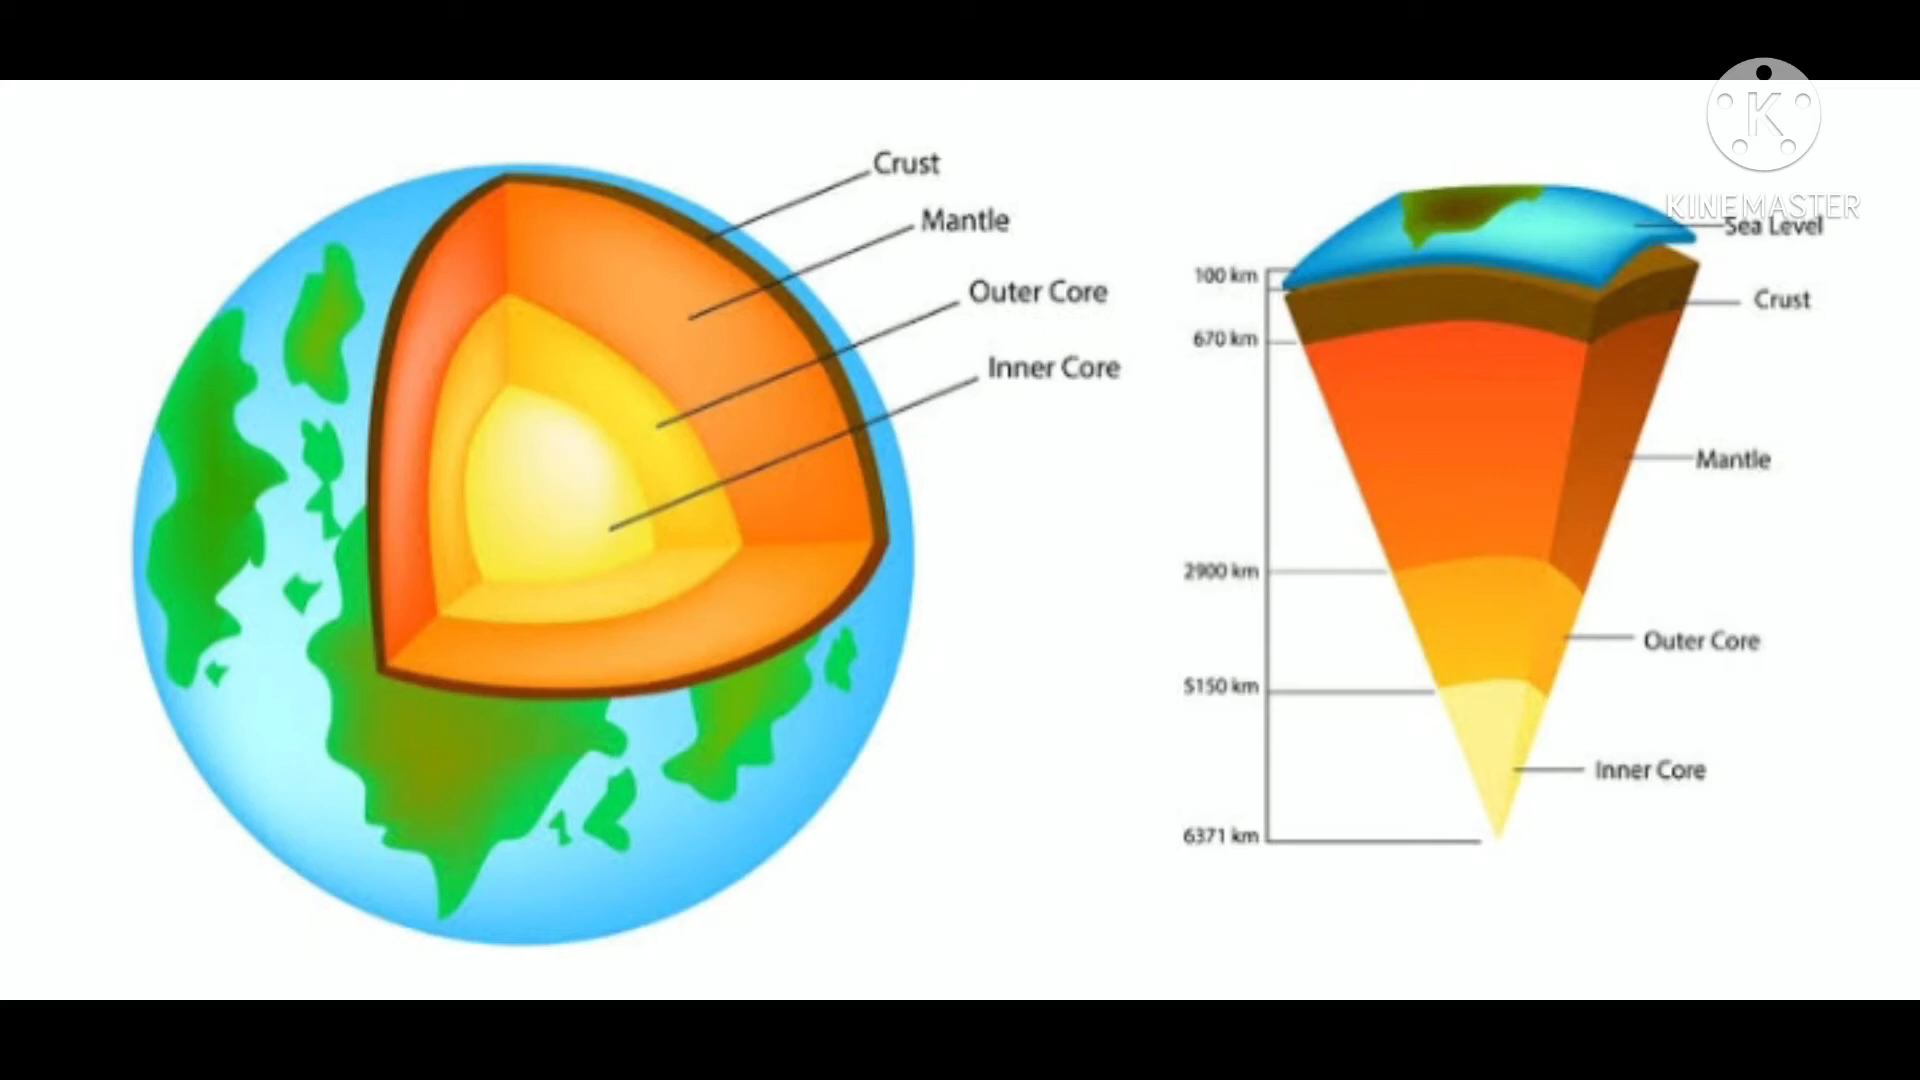 Crust
Mantle
Outer Core
Inner Core
K
KINEMASTER
Sea Level
100 km
Crust
670 km
Mantle
2900 km
Outer Core
5150 km
Inner Core
6371 km